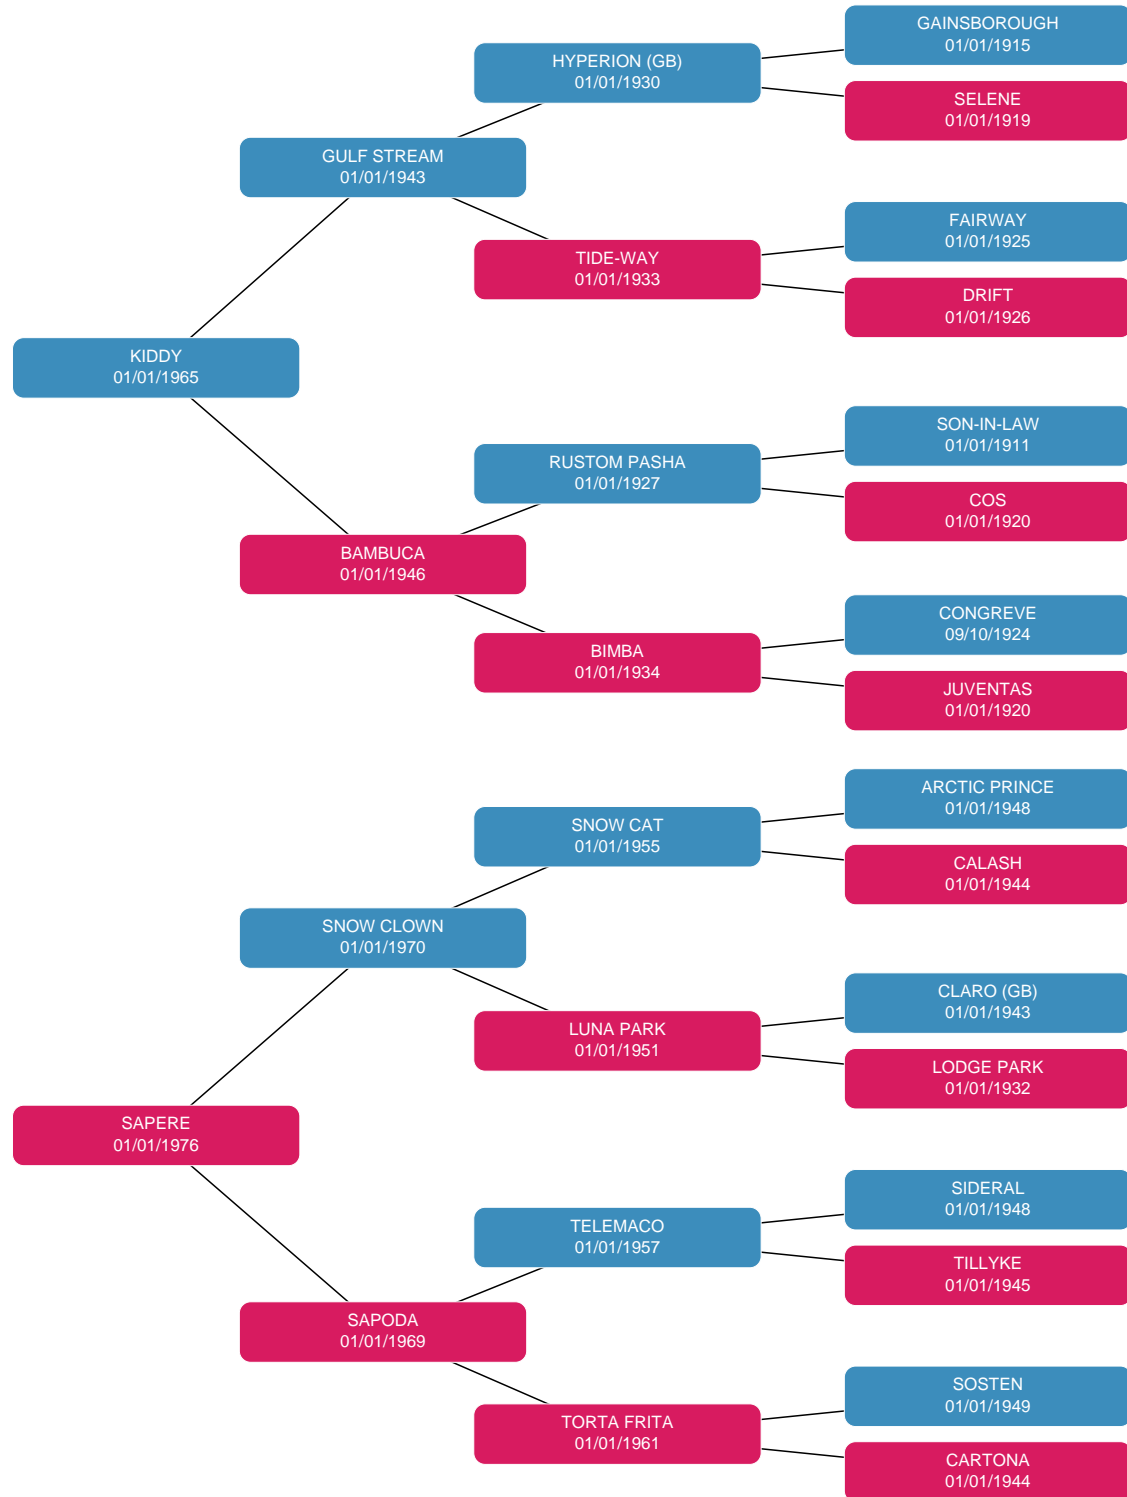 GAINSBOROUGH
01/01/1915
HYPERION (GB)
01/01/1930
SELENE
01/01/1919
GULF STREAM
01/01/1943
FAIRWAY
01/01/1925
TIDE-WAY
01/01/1933
DRIFT
01/01/1926
KIDDY
01/01/1965
SON-IN-LAW
01/01/1911
RUSTOM PASHA
01/01/1927
COS
01/01/1920
BAMBUCA
01/01/1946
CONGREVE
09/10/1924
BIMBA
01/01/1934
JUVENTAS
01/01/1920
ARCTIC PRINCE
01/01/1948
SNOW CAT
01/01/1955
CALASH
01/01/1944
SNOW CLOWN
01/01/1970
CLARO (GB)
01/01/1943
LUNA PARK
01/01/1951
LODGE PARK
01/01/1932
SAPERE
01/01/1976
SIDERAL
01/01/1948
TELEMACO
01/01/1957
TILLYKE
01/01/1945
SAPODA
01/01/1969
SOSTEN
01/01/1949
TORTA FRITA
01/01/1961
CARTONA
01/01/1944